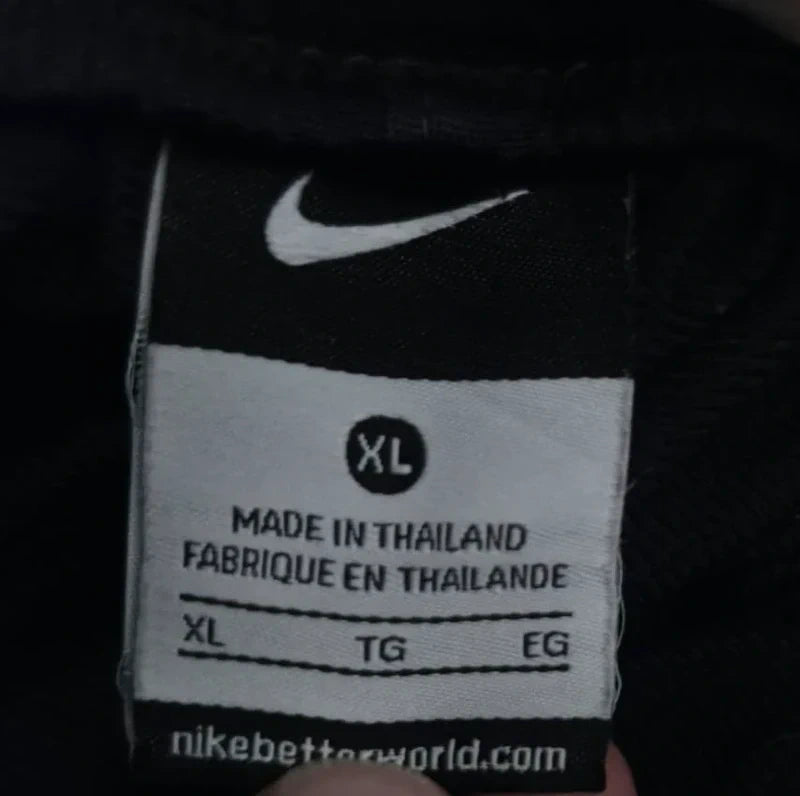 XL
MADE IN THAILAND
FABRIQUE EN THAILANDE
XL TG EG
nikebetterworld.com